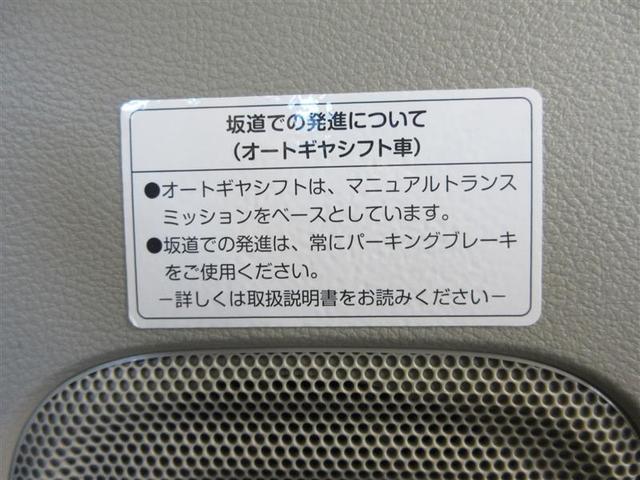 坂道での発進について
（オートギヤシフト車）
●オートギヤシフトは、マニュアルトランス
ミッションをベースとしています。
●坂道での発進は、常にパーキングブレーキ
をご使用ください。
−詳しくは取扱説明書をお読みください−